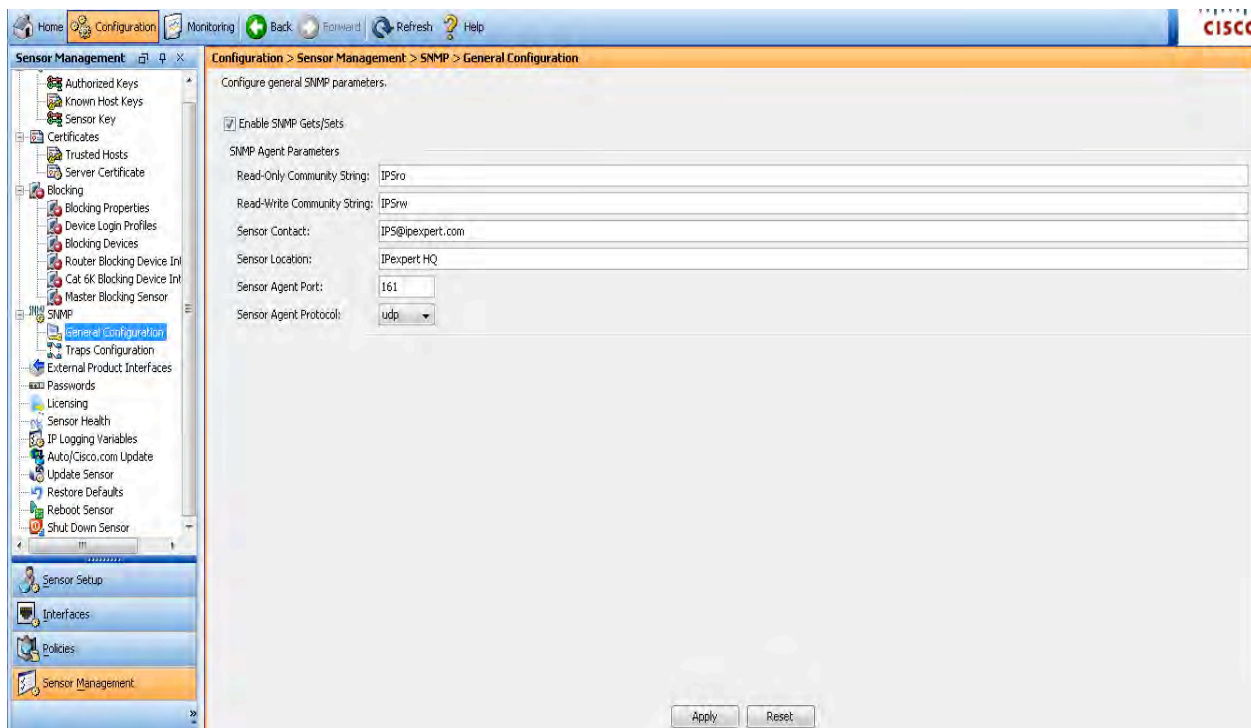 Home Configuration Monitoring Back Forward Refresh Help
CISCO
Sensor Management
Authorized Keys
Known Host Keys
Sensor Key
Certificates
Trusted Hosts
Server Certificate
Blocking
Blocking Properties
Device Login Profiles
Blocking Devices
Router Blocking Device Int
Cat 6K Blocking Device Int
Master Blocking Sensor
SNMP
General Configuration
Traps Configuration
External Product Interfaces
Passwords
Licensing
Sensor Health
IP Logging Variables
Auto/Cisco.com Update
Update Sensor
Restore Defaults
Reboot Sensor
Shut Down Sensor
Sensor Setup
Interfaces
Policies
Sensor Management
Configuration > Sensor Management > SNMP > General Configuration
Configure general SNMP parameters.
Enable SNMP Gets/Sets
SNMP Agent Parameters
Read-Only Community String: IPSro
Read-Write Community String: IPSrw
Sensor Contact: IPS@ipexpert.com
Sensor Location: IPexpert HQ
Sensor Agent Port: 161
Sensor Agent Protocol: udp
Apply Reset